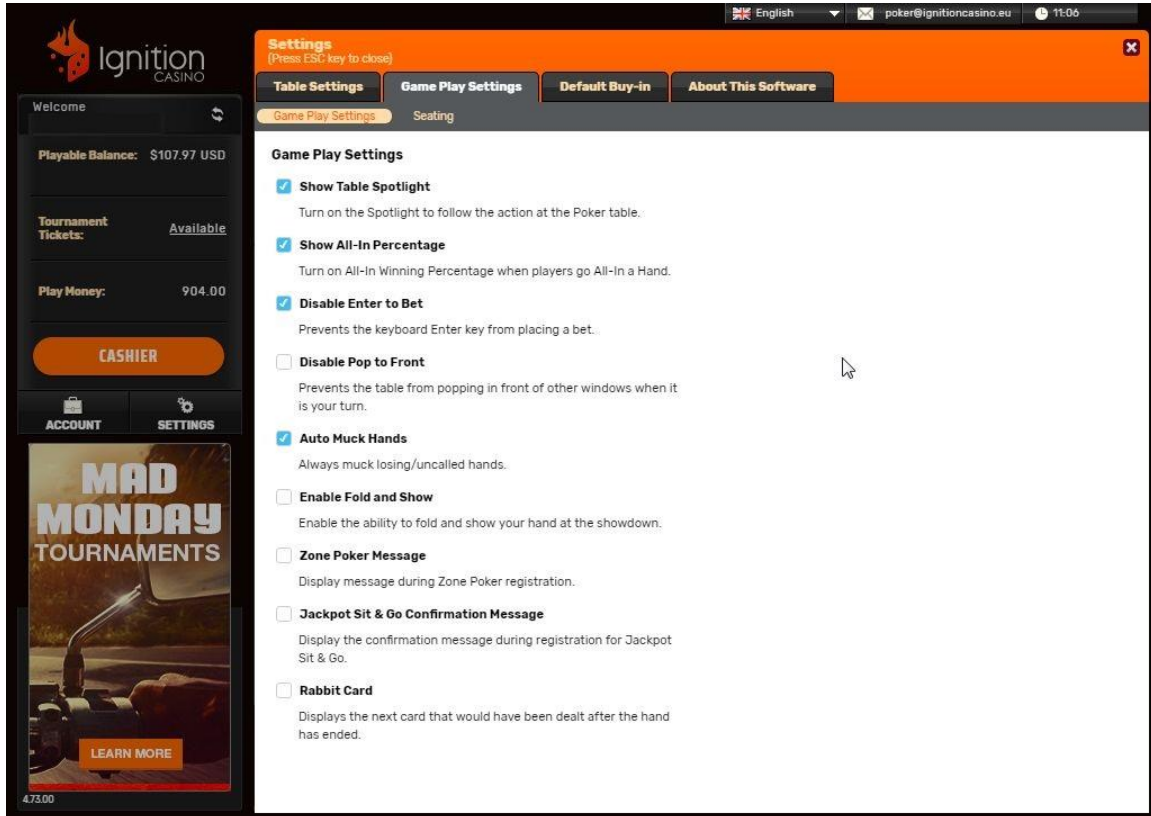 English
poker@ignitioncasino.eu
11:06
Ignition
CASINO
Welcome
Playable Balance: $107.97 USD
Tournament
Tickets: Available
Play Money: 904.00
CASHIER
ACCOUNT SETTINGS
MAD
MONDAY
TOURNAMENTS
LEARN MORE
4.73.00
Settings
(Press ESC key to close)
Table Settings Game Play Settings Default Buy-in About This Software
Game Play Settings Seating
Game Play Settings
Show Table Spotlight
Turn on the Spotlight to follow the action at the Poker table.
Show All-In Percentage
Turn on All-In Winning Percentage when players go All-In a Hand.
Disable Enter to Bet
Prevents the keyboard Enter key from placing a bet.
Disable Pop to Front
Prevents the table from popping in front of other windows when it
is your turn.
Auto Muck Hands
Always muck losing/uncalled hands.
Enable Fold and Show
Enable the ability to fold and show your hand at the showdown.
Zone Poker Message
Display message during Zone Poker registration.
Jackpot Sit & Go Confirmation Message
Display the confirmation message during registration for Jackpot
Sit & Go.
Rabbit Card
Displays the next card that would have been dealt after the hand
has ended.